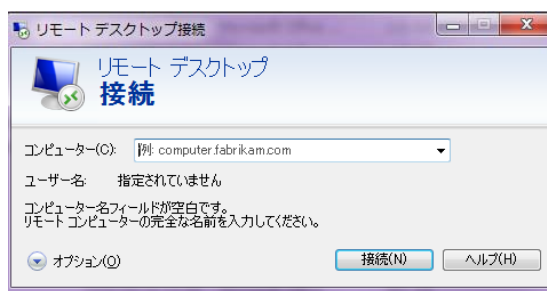 リモート デスクトップ接続
リモート デスクトップ
接続
コンピューター(C): 例: computer.fabrikam.com
ユーザー名: 指定されていません
コンピューター名フィールドが空白です。
リモート コンピューターの完全な名前を入力してください。
オプション(O) 接続(N) ヘルプ(H)